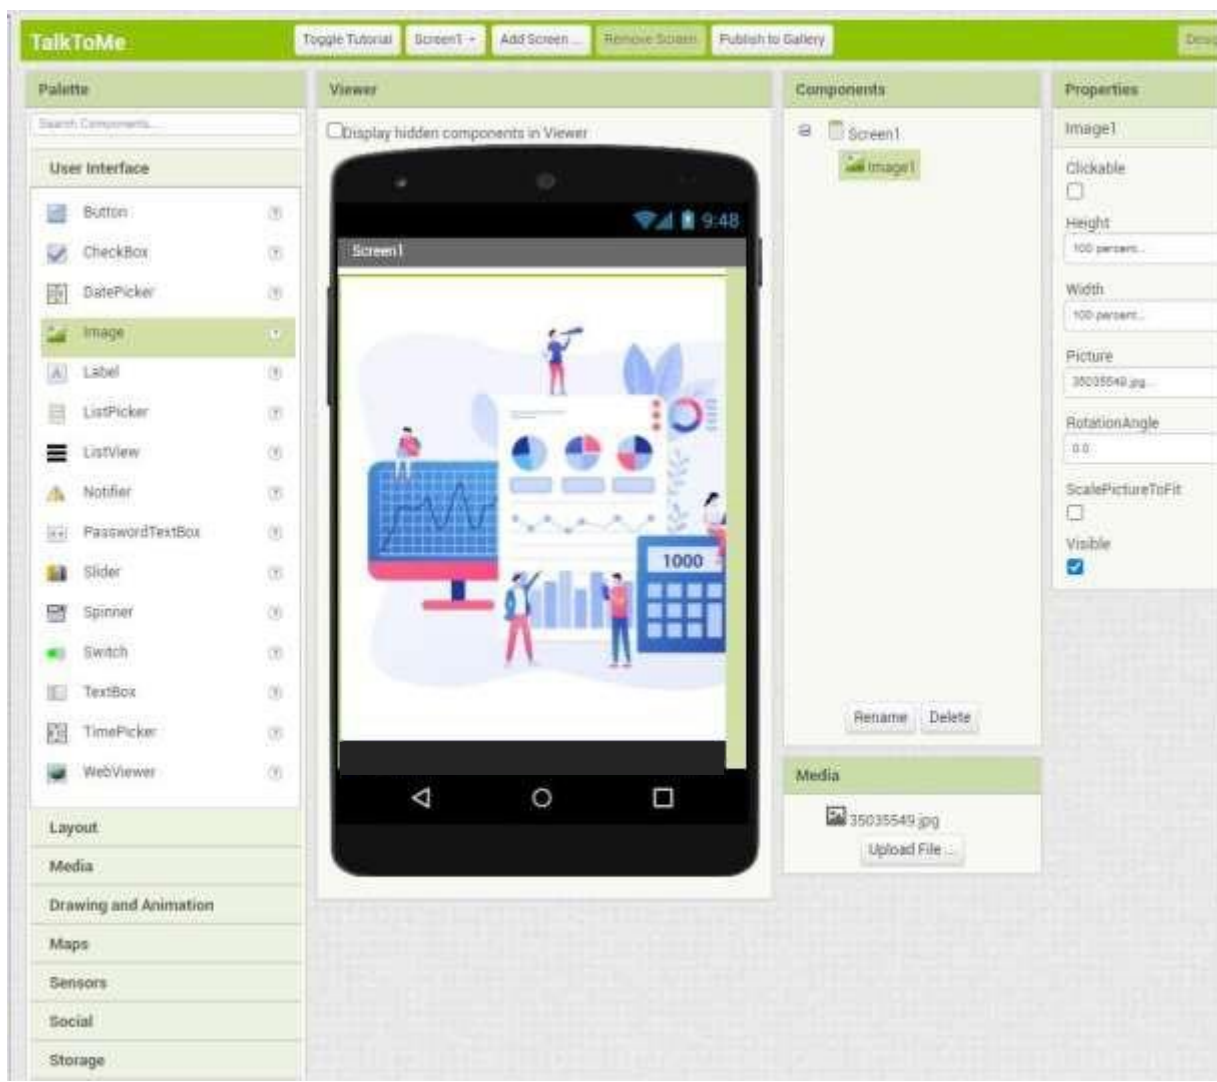 TalkToMe
Toggle Tutorial
Screen1
Add Screen ...
Remove Screen
Publish to Gallery
Palette
Search Components...
User Interface
Button
CheckBox
DatePicker
Image
Label
ListPicker
ListView
Notifier
PasswordTextBox
Slider
Spinner
Switch
TextBox
TimePicker
WebViewer
Layout
Media
Drawing and Animation
Maps
Sensors
Social
Storage
Viewer
Display hidden components in Viewer
9:48
Screen1
1000
Components
Screen1
Image1
Rename
Delete
Media
35035549.jpg
Upload File ...
Properties
Image1
Clickable
Height
100 percent...
Width
100 percent...
Picture
35035549.jpg...
RotationAngle
0.0
ScalePictureToFit
Visible